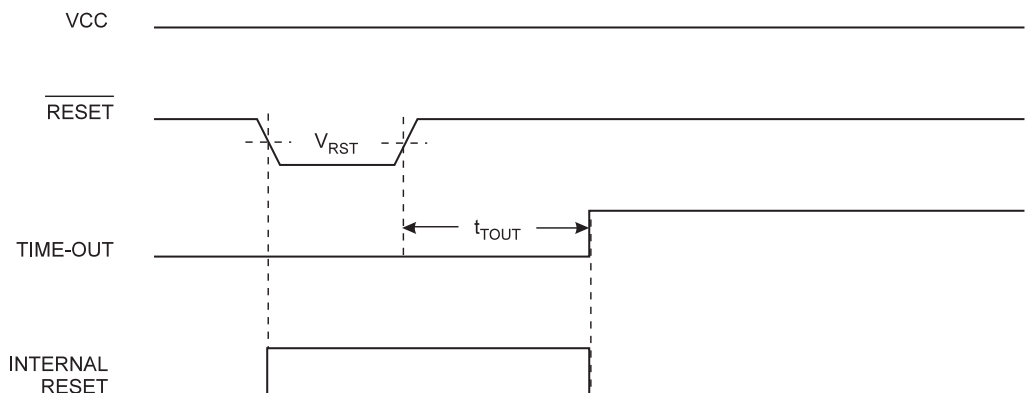 VCC
RESET
VRST
tTOUT
TIME-OUT
INTERNAL
RESET